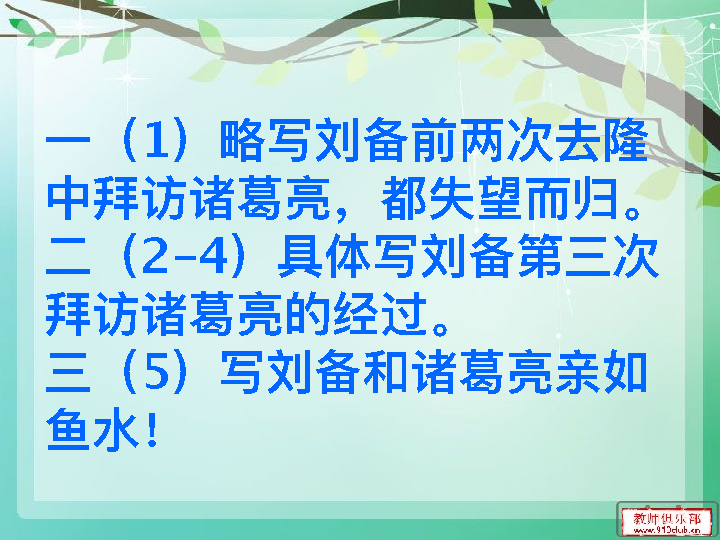 一（1）略写刘备前两次去隆
中拜访诸葛亮，都失望而归。
二（2–4）具体写刘备第三次
拜访诸葛亮的经过。
三（5）写刘备和诸葛亮亲如
鱼水！
教师俱乐部
www.910club.cn